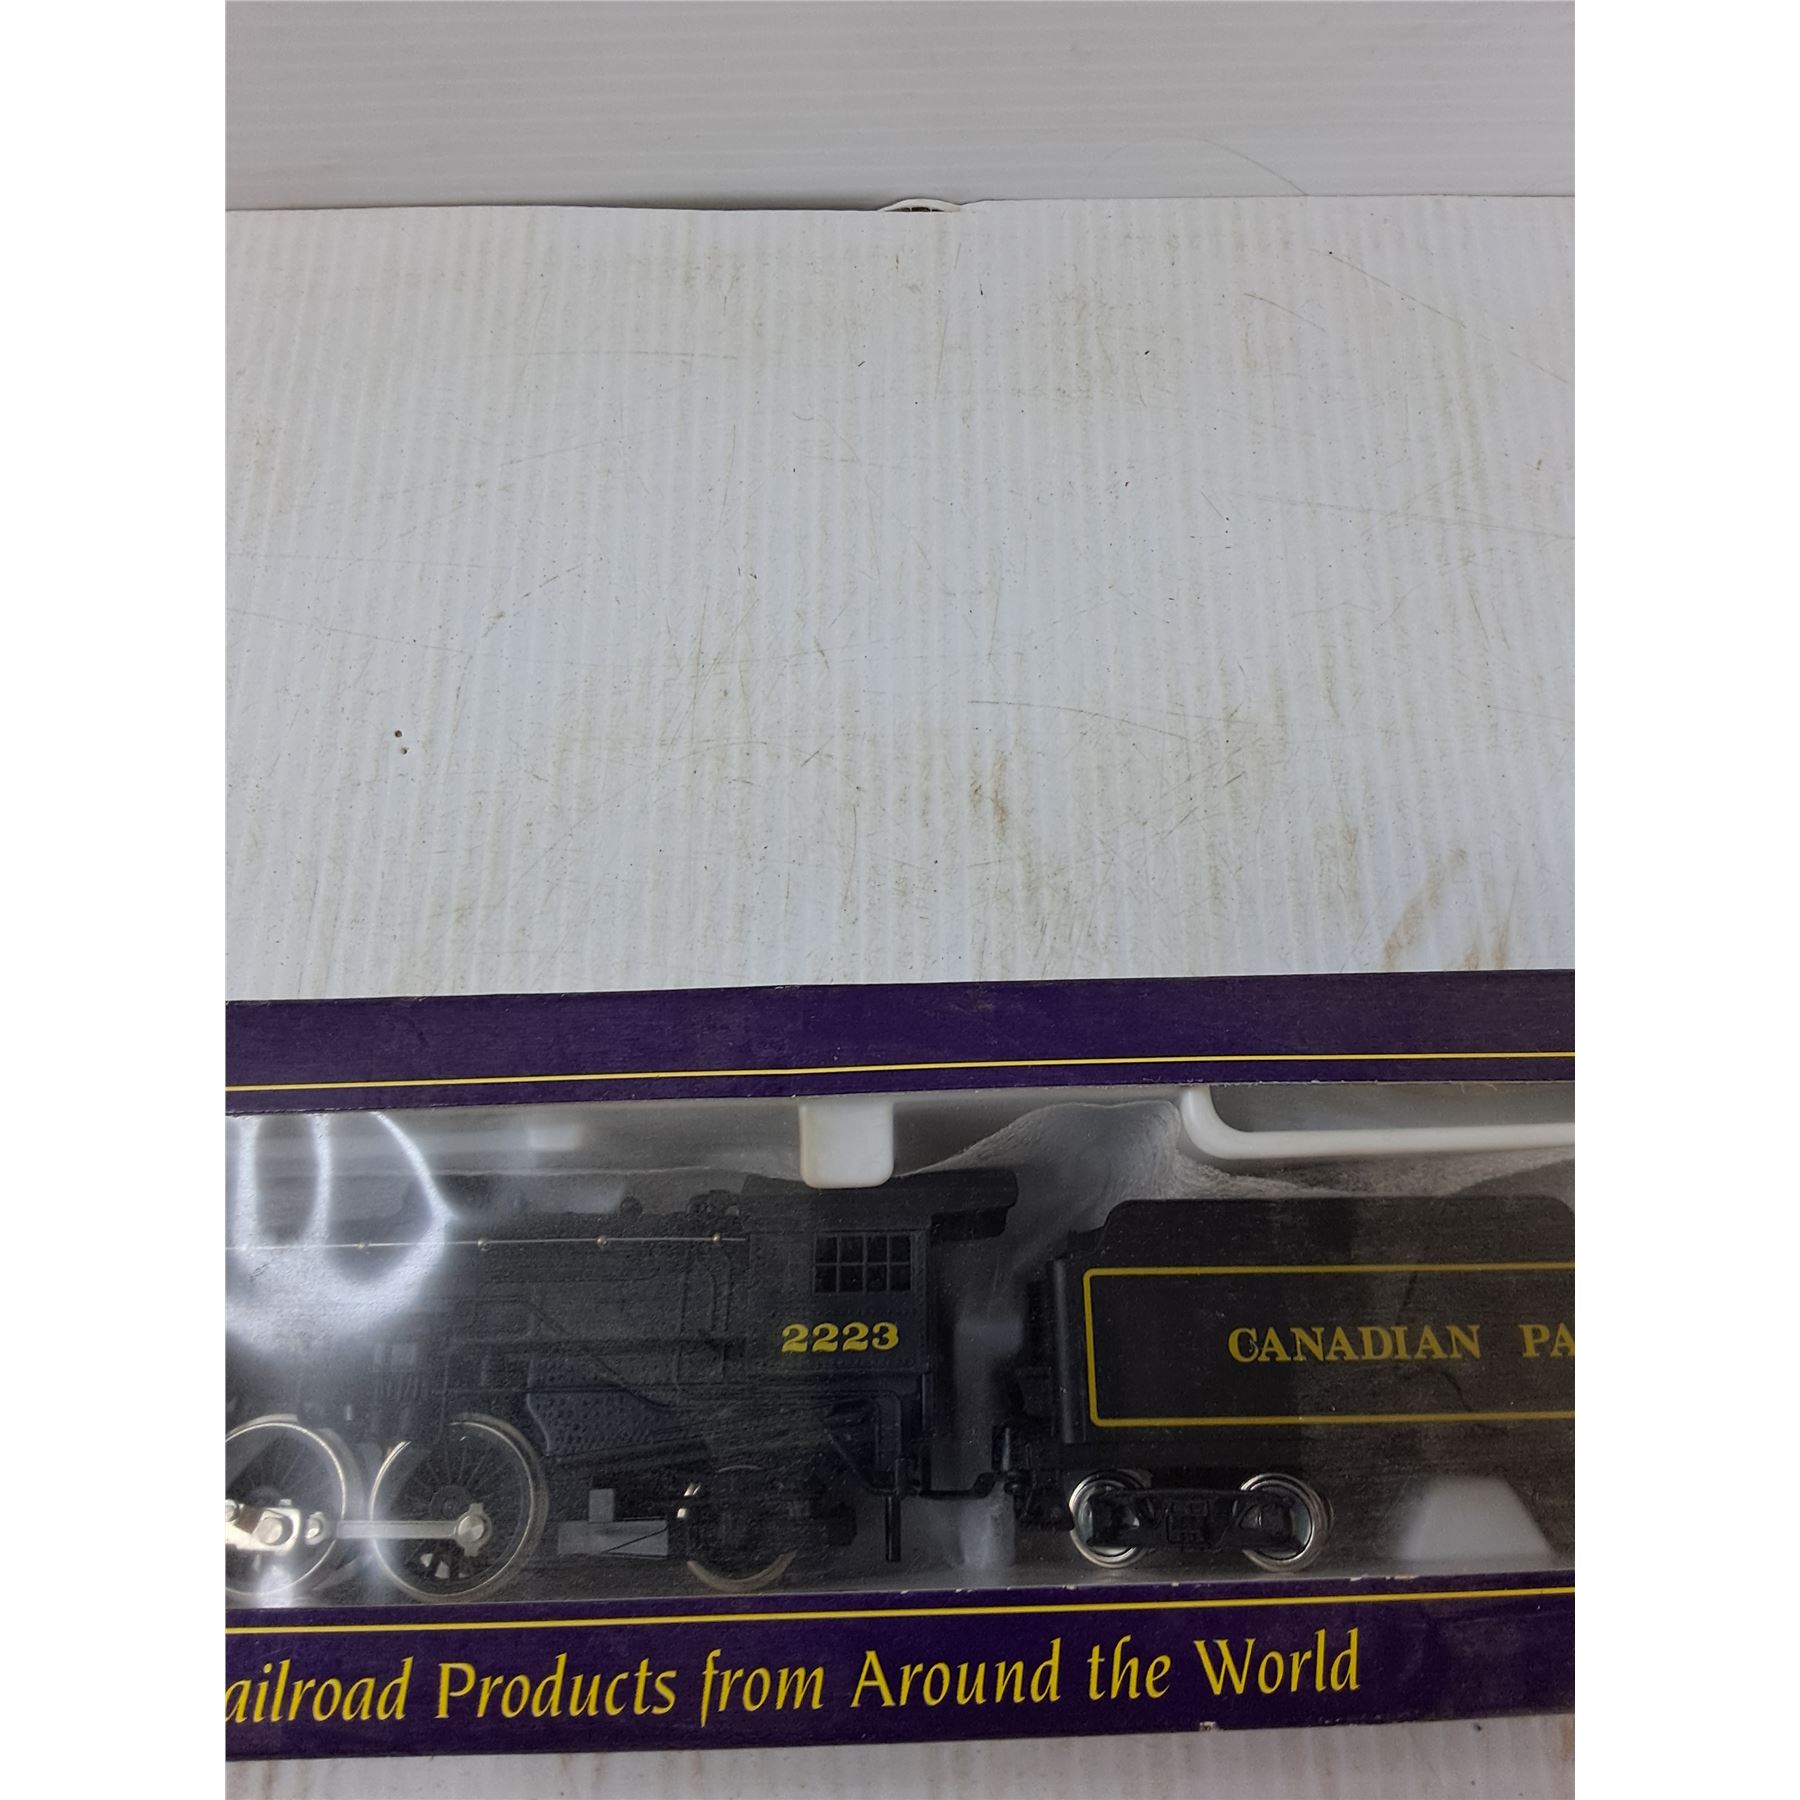 2223
CANADIAN PA
ailroad Products from Around the World